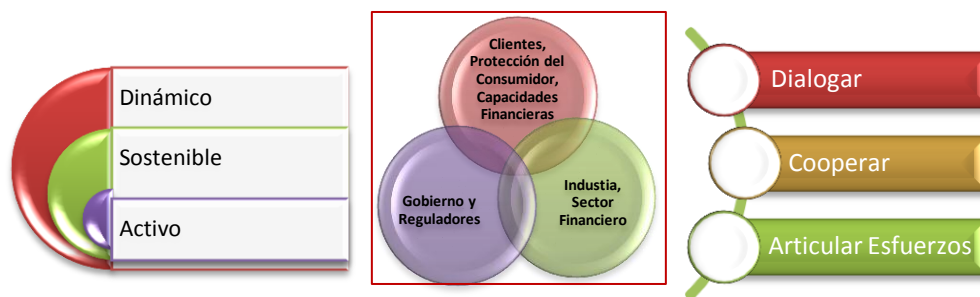 Dinámico
Sostenible
Activo
Clientes,
Protección del
Consumidor,
Capacidades
Financieras
Gobierno y
Reguladores
Industia,
Sector
Financiero
Dialogar
Cooperar
Articular Esfuerzos